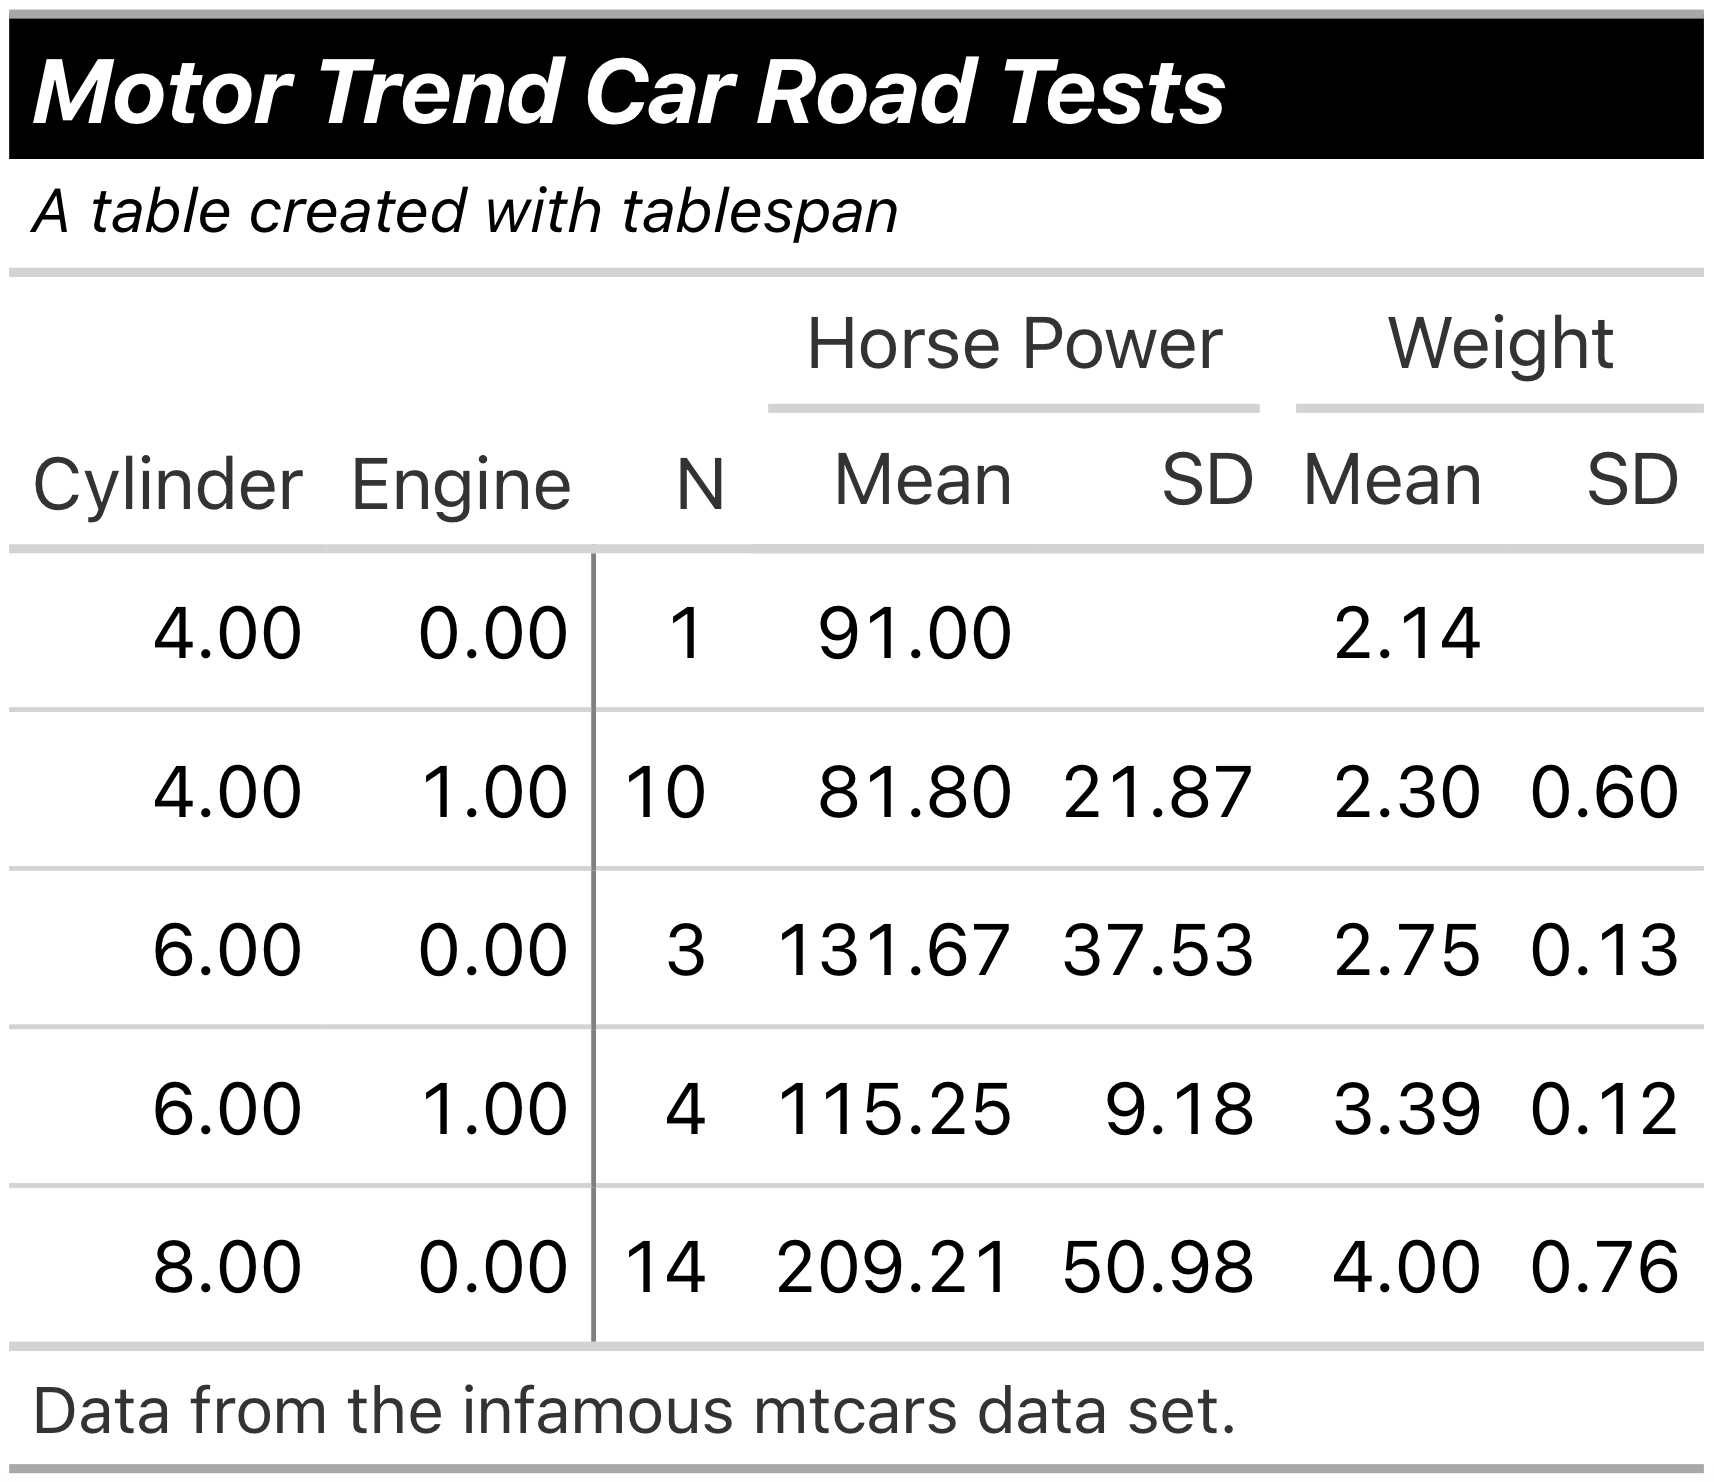 Motor Trend Car Road Tests
A table created with tablespan
Horse Power Weight
Cylinder Engine N Mean SD Mean SD
4.00 0.00 1 91.00 2.14
4.00 1.00 10 81.80 21.87 2.30 0.60
6.00 0.00 3 131.67 37.53 2.75 0.13
6.00 1.00 4 115.25 9.18 3.39 0.12
8.00 0.00 14 209.21 50.98 4.00 0.76
Data from the infamous mtcars data set.